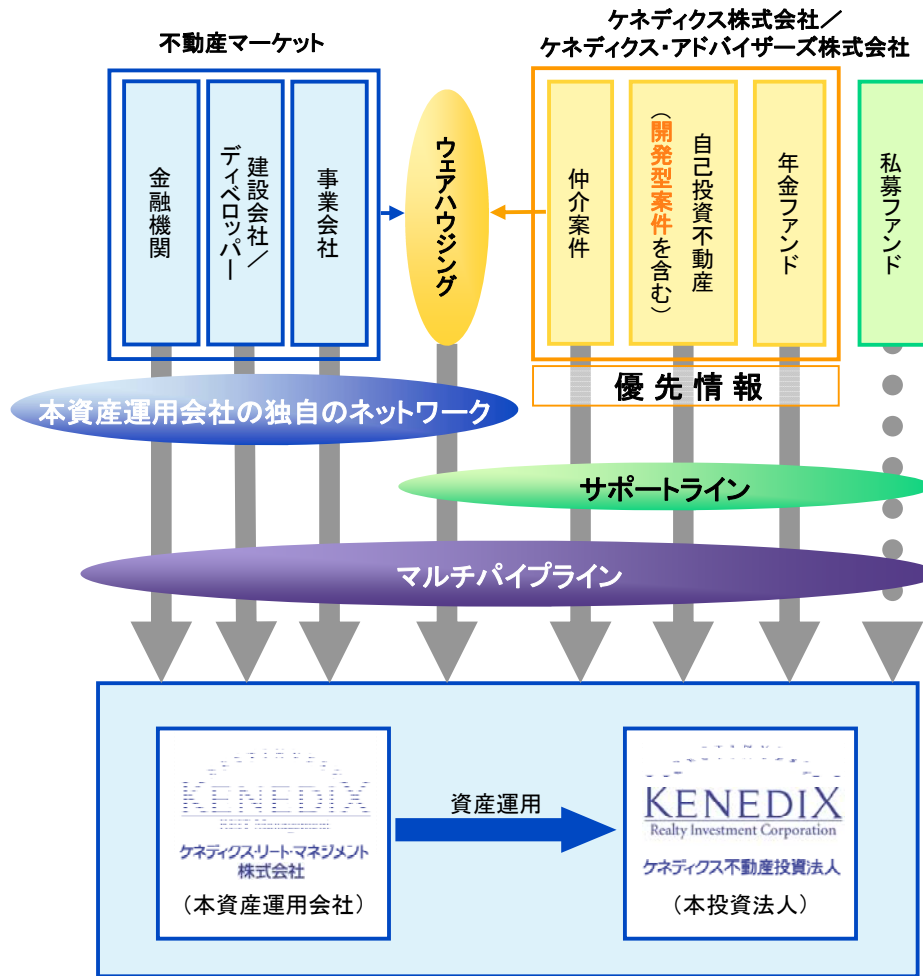 不動産マーケット
ケネディクス株式会社／
ケネディクス・アドバイザーズ株式会社
金融機関
建設会社／
ディベロッパー
事業会社
ウェアハウジング
仲介案件
自己投資不動産
（開発型案件を含む）
年金ファンド
私募ファンド
優先情報
本資産運用会社の独自のネットワーク
サポートライン
マルチパイプライン
KENEDIX
ケネディクス・リート・マネジメント
株式会社
（本資産運用会社）
資産運用
KENEDIX
Realty Investment Corporation
ケネディクス不動産投資法人
（本投資法人）